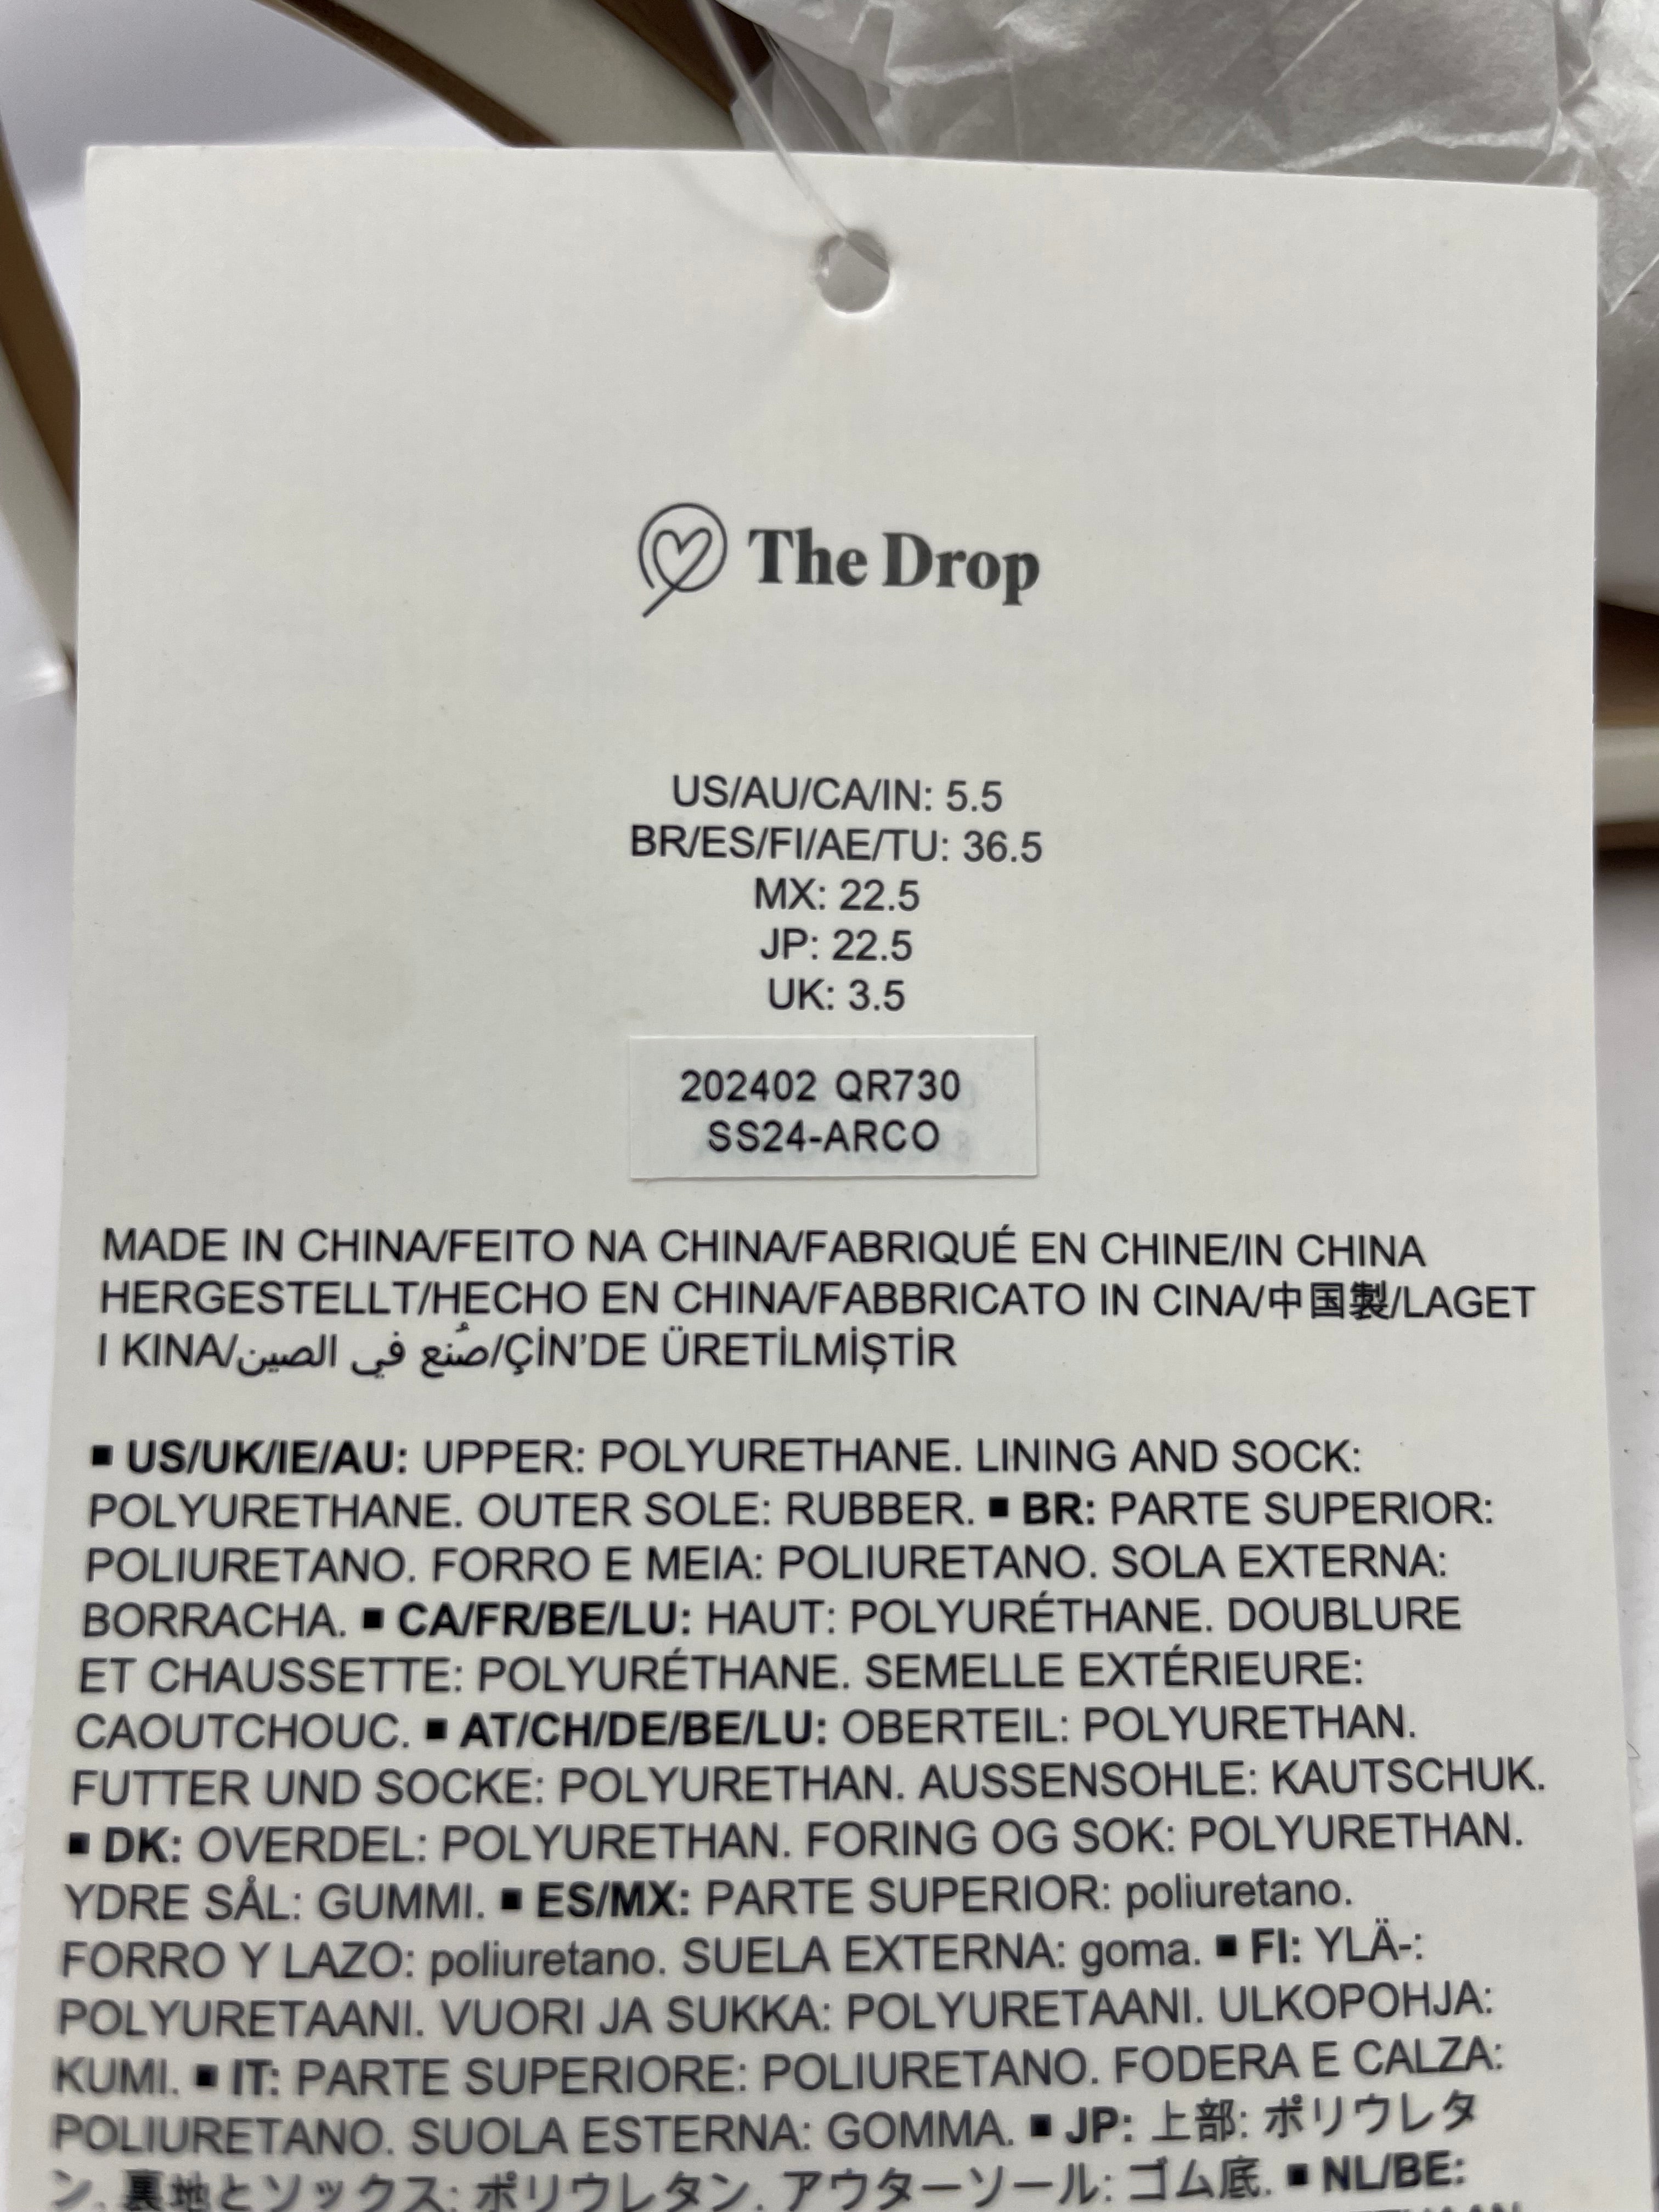 The Drop
US/AU/CA/IN: 5.5
BR/ES/FI/AE/TU: 36.5
MX: 22.5
JP: 22.5
UK: 3.5
202402 QR730
SS24-ARCO
MADE IN CHINA/FEITO NA CHINA/FABRIQUÉ EN CHINE/IN CHINA
HERGESTELLT/HECHO EN CHINA/FABBRICATO IN CINA/中国製/LAGET
I KINA/صُنع في الصين/ÇİN'DE ÜRETİLMİŞTİR
▪ US/UK/IE/AU: UPPER: POLYURETHANE. LINING AND SOCK:
POLYURETHANE. OUTER SOLE: RUBBER. ▪ BR: PARTE SUPERIOR:
POLIURETANO. FORRO E MEIA: POLIURETANO. SOLA EXTERNA:
BORRACHA. ▪ CA/FR/BE/LU: HAUT: POLYURÉTHANE. DOUBLURE
ET CHAUSSETTE: POLYURÉTHANE. SEMELLE EXTÉRIEURE:
CAOUTCHOUC. ▪ AT/CH/DE/BE/LU: OBERTEIL: POLYURETHAN.
FUTTER UND SOCKE: POLYURETHAN. AUSSENSOHLE: KAUTSCHUK.
▪ DK: OVERDEL: POLYURETHAN. FORING OG SOK: POLYURETHAN.
YDRE SÅL: GUMMI. ▪ ES/MX: PARTE SUPERIOR: poliuretano.
FORRO Y LAZO: poliuretano. SUELA EXTERNA: goma. ▪ FI: YLÄ-:
POLYURETAANI. VUORI JA SUKKA: POLYURETAANI. ULKOPOHJA:
KUMI. ▪ IT: PARTE SUPERIORE: POLIURETANO. FODERA E CALZA:
POLIURETANO. SUOLA ESTERNA: GOMMA. ▪ JP: 上部: ポリウレタ
ン. 裏地とソックス: ポリウレタン. アウターソール: ゴム底. ▪ NL/BE: